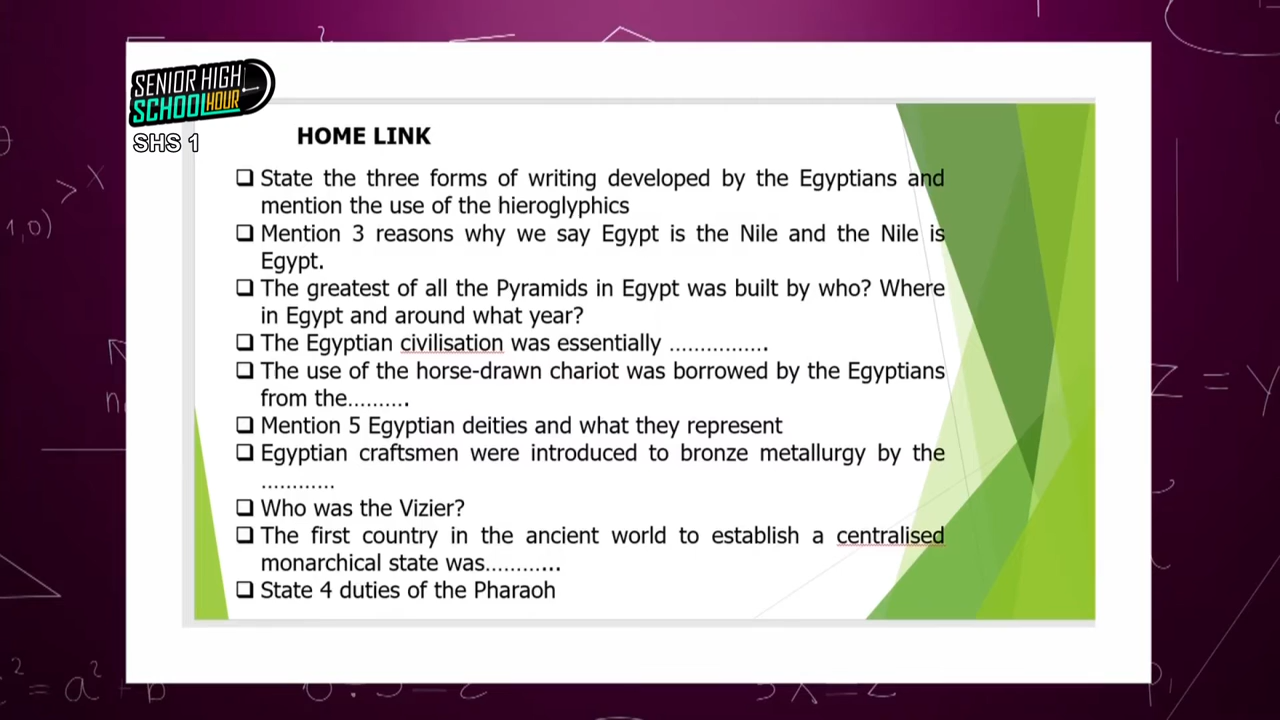 SENIOR HIGH
SCHOOL HOUR
SHS 1
HOME LINK
❑ State the three forms of writing developed by the Egyptians and
mention the use of the hieroglyphics
❑ Mention 3 reasons why we say Egypt is the Nile and the Nile is
Egypt.
❑ The greatest of all the Pyramids in Egypt was built by who? Where
in Egypt and around what year?
❑ The Egyptian civilisation was essentially …………….
❑ The use of the horse-drawn chariot was borrowed by the Egyptians
from the……….
❑ Mention 5 Egyptian deities and what they represent
❑ Egyptian craftsmen were introduced to bronze metallurgy by the
…………
❑ Who was the Vizier?
❑ The first country in the ancient world to establish a centralised
monarchical state was…….…...
❑ State 4 duties of the Pharaoh